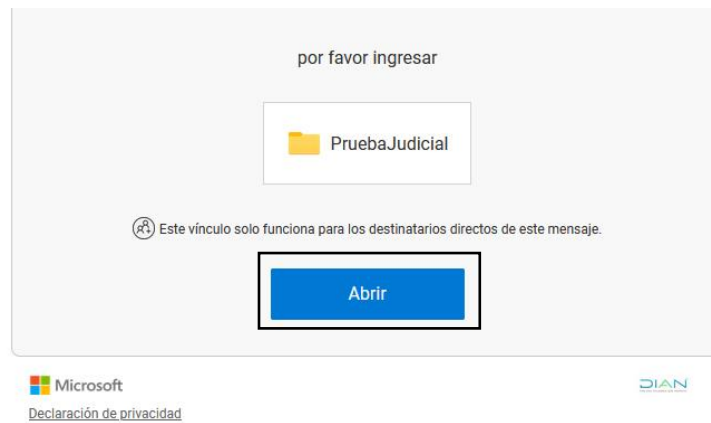 por favor ingresar
PruebaJudicial
Este vínculo solo funciona para los destinatarios directos de este mensaje.
Abrir
Microsoft
DIAN
Declaración de privacidad